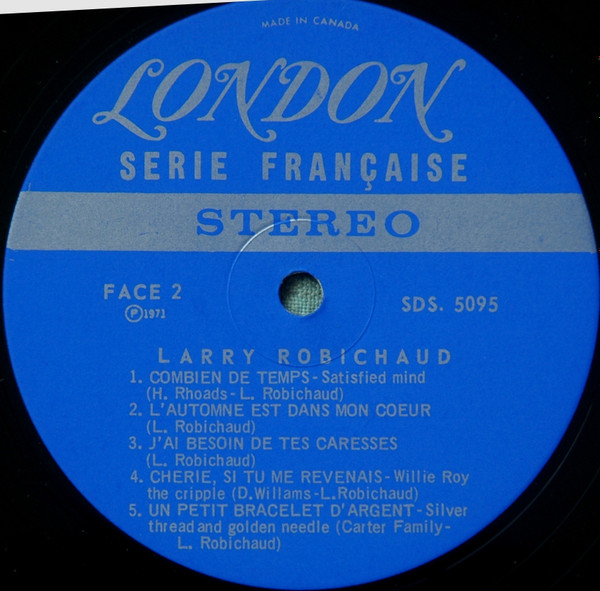 MADE IN CANADA
LONDON
SERIE FRANÇAISE
STEREO
FACE 2
SDS. 5095
Ⓟ1971
LARRY ROBICHAUD
1. COMBIEN DE TEMPS - Satisfied mind
(H. Rhoads - L. Robichaud)
2. L'AUTOMNE EST DANS MON COEUR
(L. Robichaud)
3. J'AI BESOIN DE TES CARESSES
(L. Robichaud)
4. CHERIE, SI TU ME REVENAIS - Willie Roy
the cripple (D. Willams - L. Robichaud)
5. UN PETIT BRACELET D'ARGENT - Silver
thread and golden needle (Carter Family -
L. Robichaud)